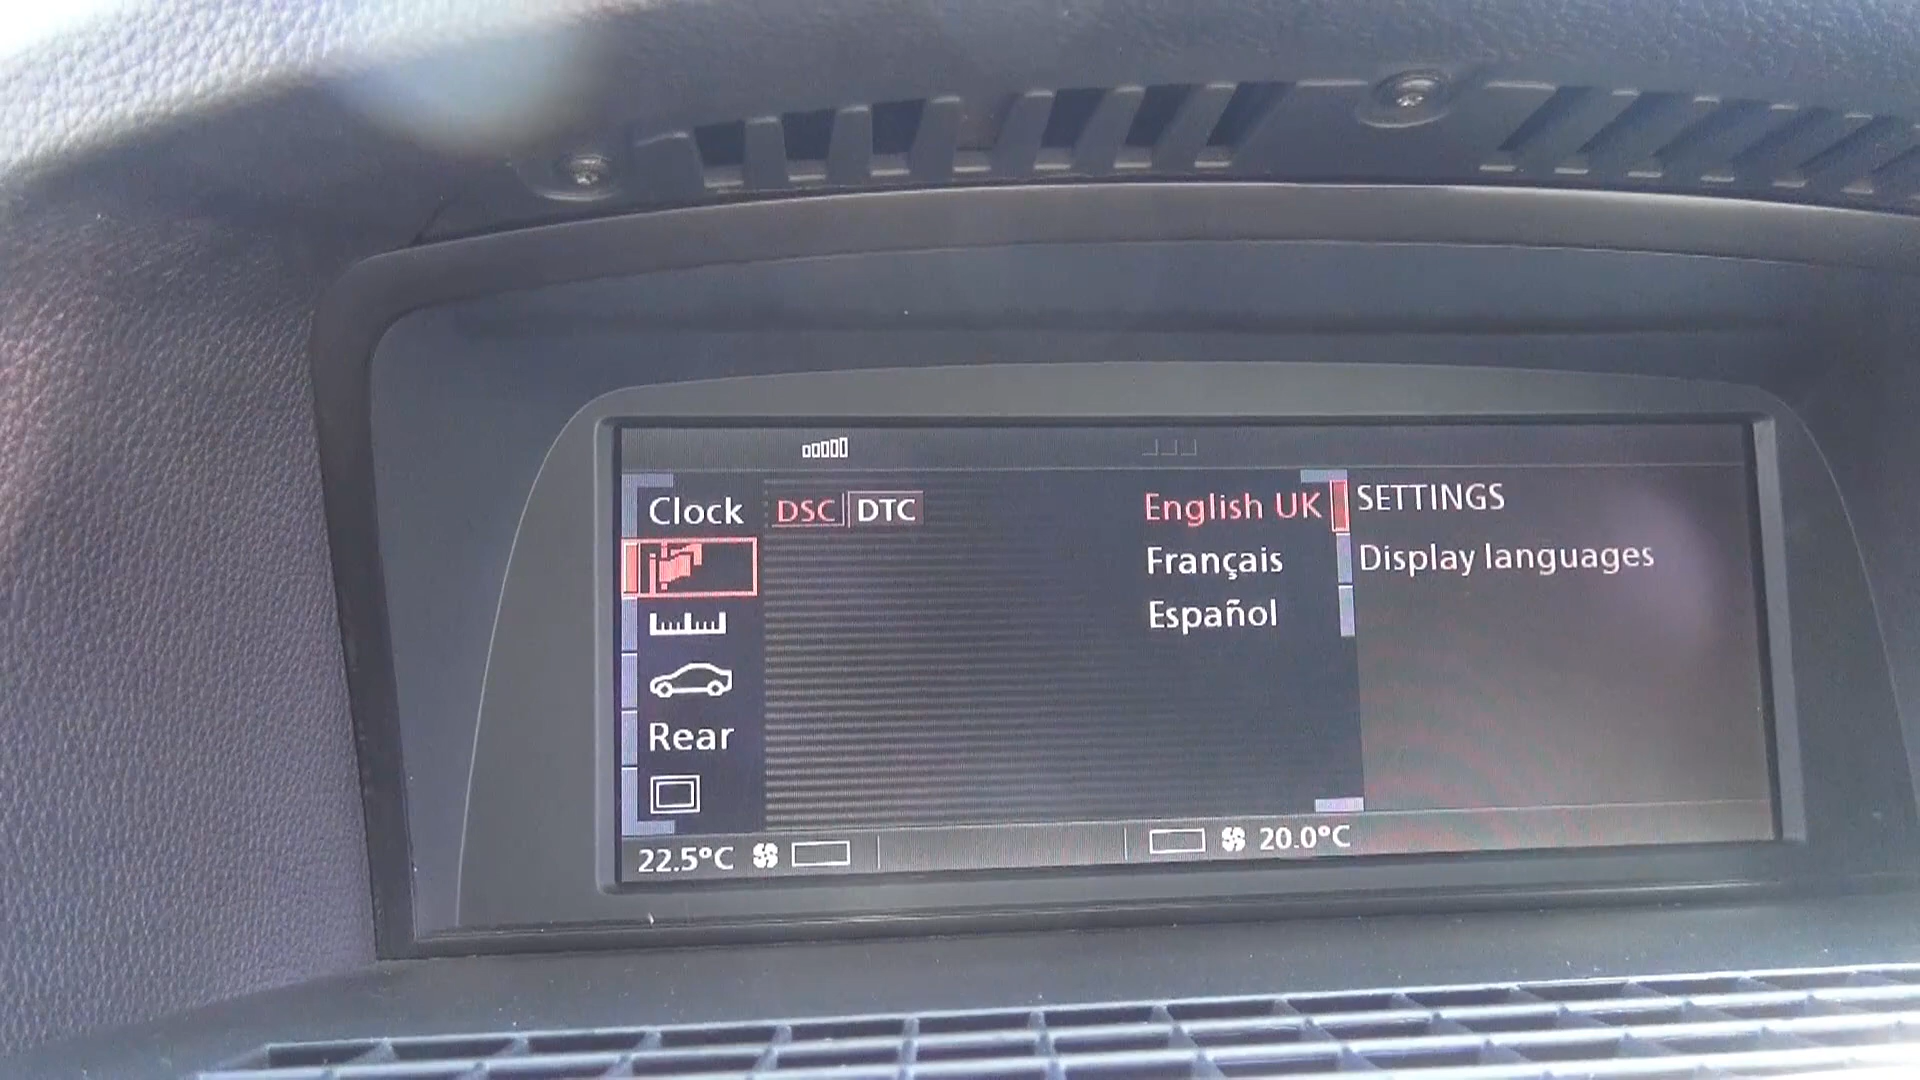 Clock
DSC DTC
English UK
Français
Español
SETTINGS
Display languages
Rear
22.5°C
20.0°C